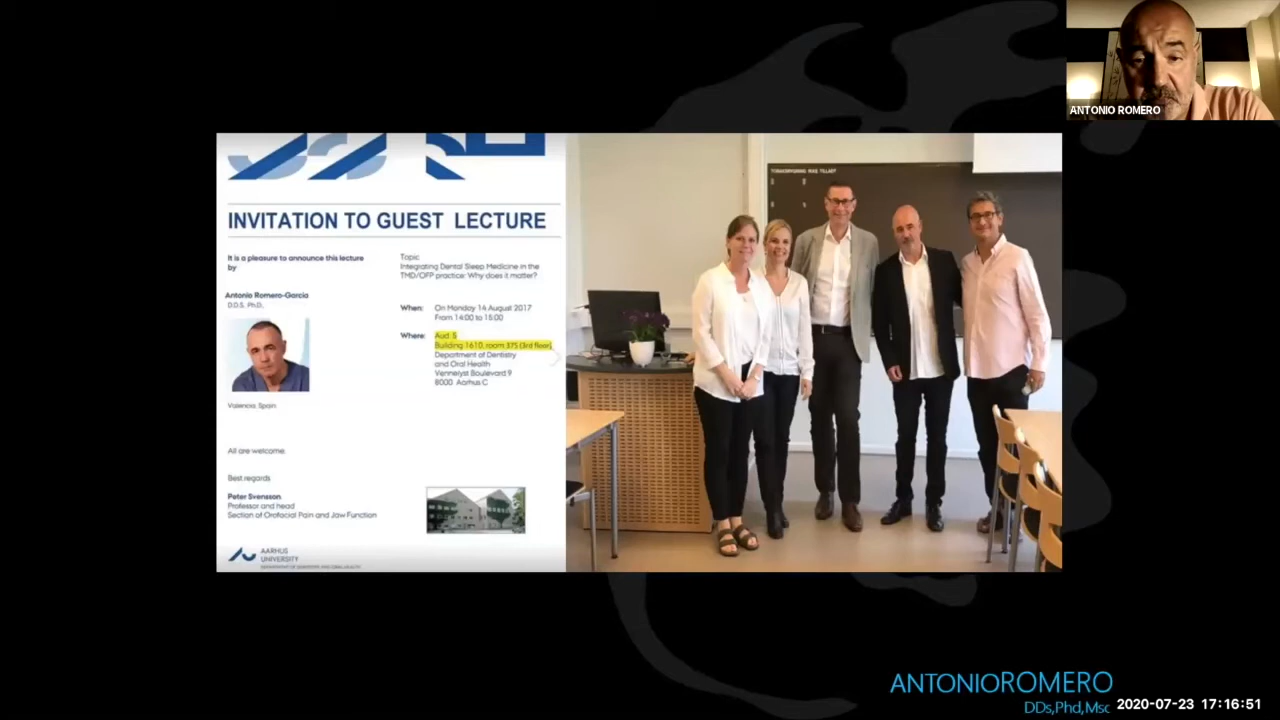 ANTONIO ROMERO
INVITATION TO GUEST LECTURE
It is a pleasure to announce this lecture
by
Antonio Romero-Garcia
D.D.S. Ph.D.,
Valencia, Spain
Topic
Integrating Dental Sleep Medicine in the
TMD/OFP practice: Why does it matter?
When: On Monday 14 August 2017
From 14:00 to 15:00
Where: Aud 5
Building 1610, room 375 (3rd floor)
Department of Dentistry
and Oral Health
Vennelyst Boulevard 9
8000 Aarhus C
All are welcome.
Best regards
Peter Svensson
Professor and head
Section of Orofacial Pain and Jaw Function
AARHUS
UNIVERSITY
ANTONIOROMERO
DDs,Phd,Msc
2020-07-23 17:16:51